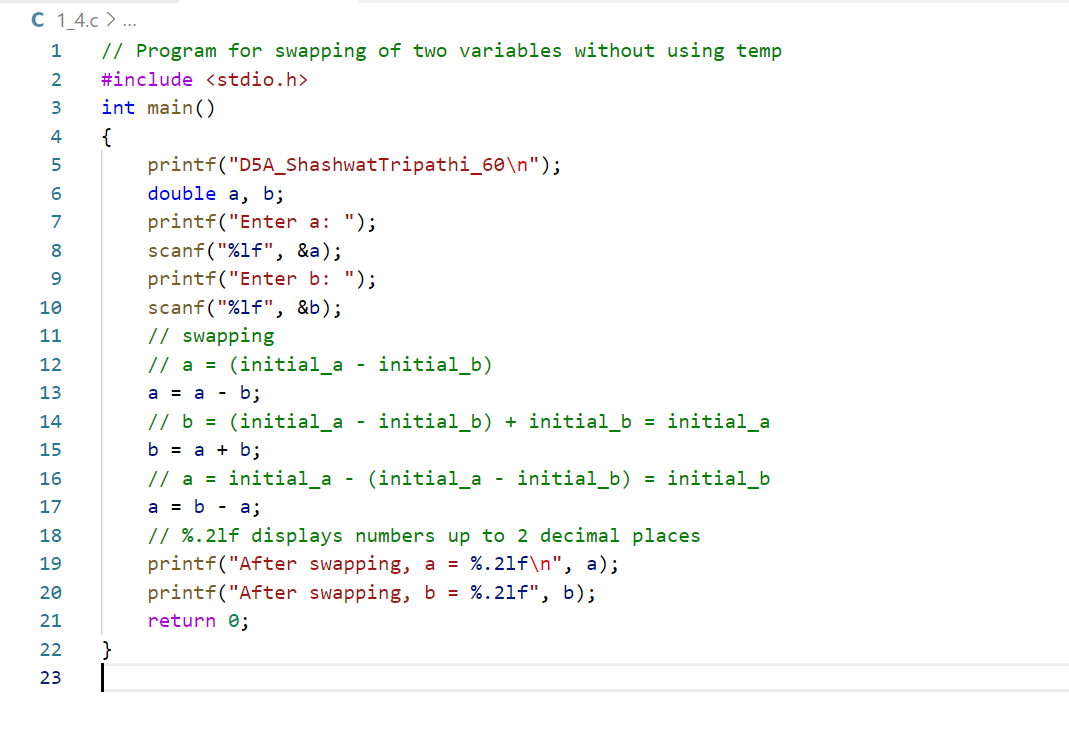 C 1_4.c > ...
1 // Program for swapping of two variables without using temp
2 #include <stdio.h>
3 int main()
4 {
5     printf("D5A_ShashwatTripathi_60\n");
6     double a, b;
7     printf("Enter a: ");
8     scanf("%lf", &a);
9     printf("Enter b: ");
10     scanf("%lf", &b);
11     // swapping
12     // a = (initial_a - initial_b)
13     a = a - b;
14     // b = (initial_a - initial_b) + initial_b = initial_a
15     b = a + b;
16     // a = initial_a - (initial_a - initial_b) = initial_b
17     a = b - a;
18     // %.2lf displays numbers up to 2 decimal places
19     printf("After swapping, a = %.2lf\n", a);
20     printf("After swapping, b = %.2lf", b);
21     return 0;
22 }
23